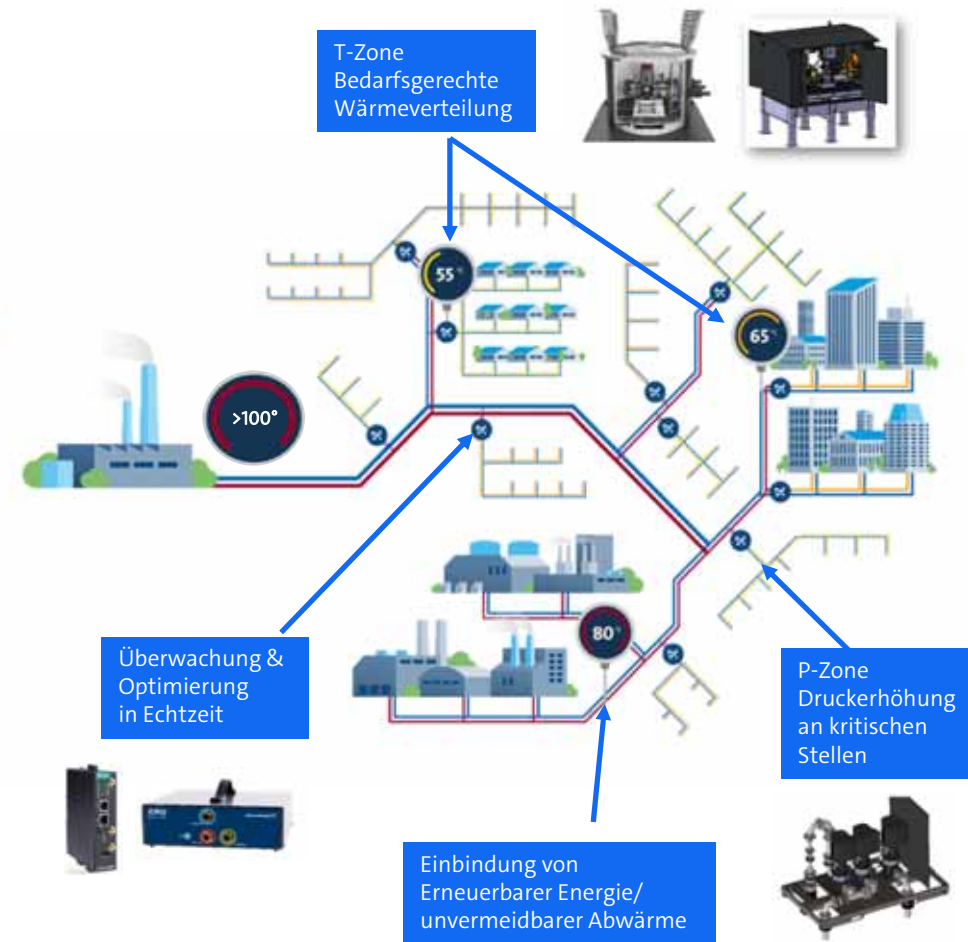 T-Zone
Bedarfsgerechte
Wärmeverteilung
55°
65°
>100°
80°
Überwachung &
Optimierung
in Echtzeit
P-Zone
Druckerhöhung
an kritischen
Stellen
Einbindung von
Erneuerbarer Energie/
unvermeidbarer Abwärme